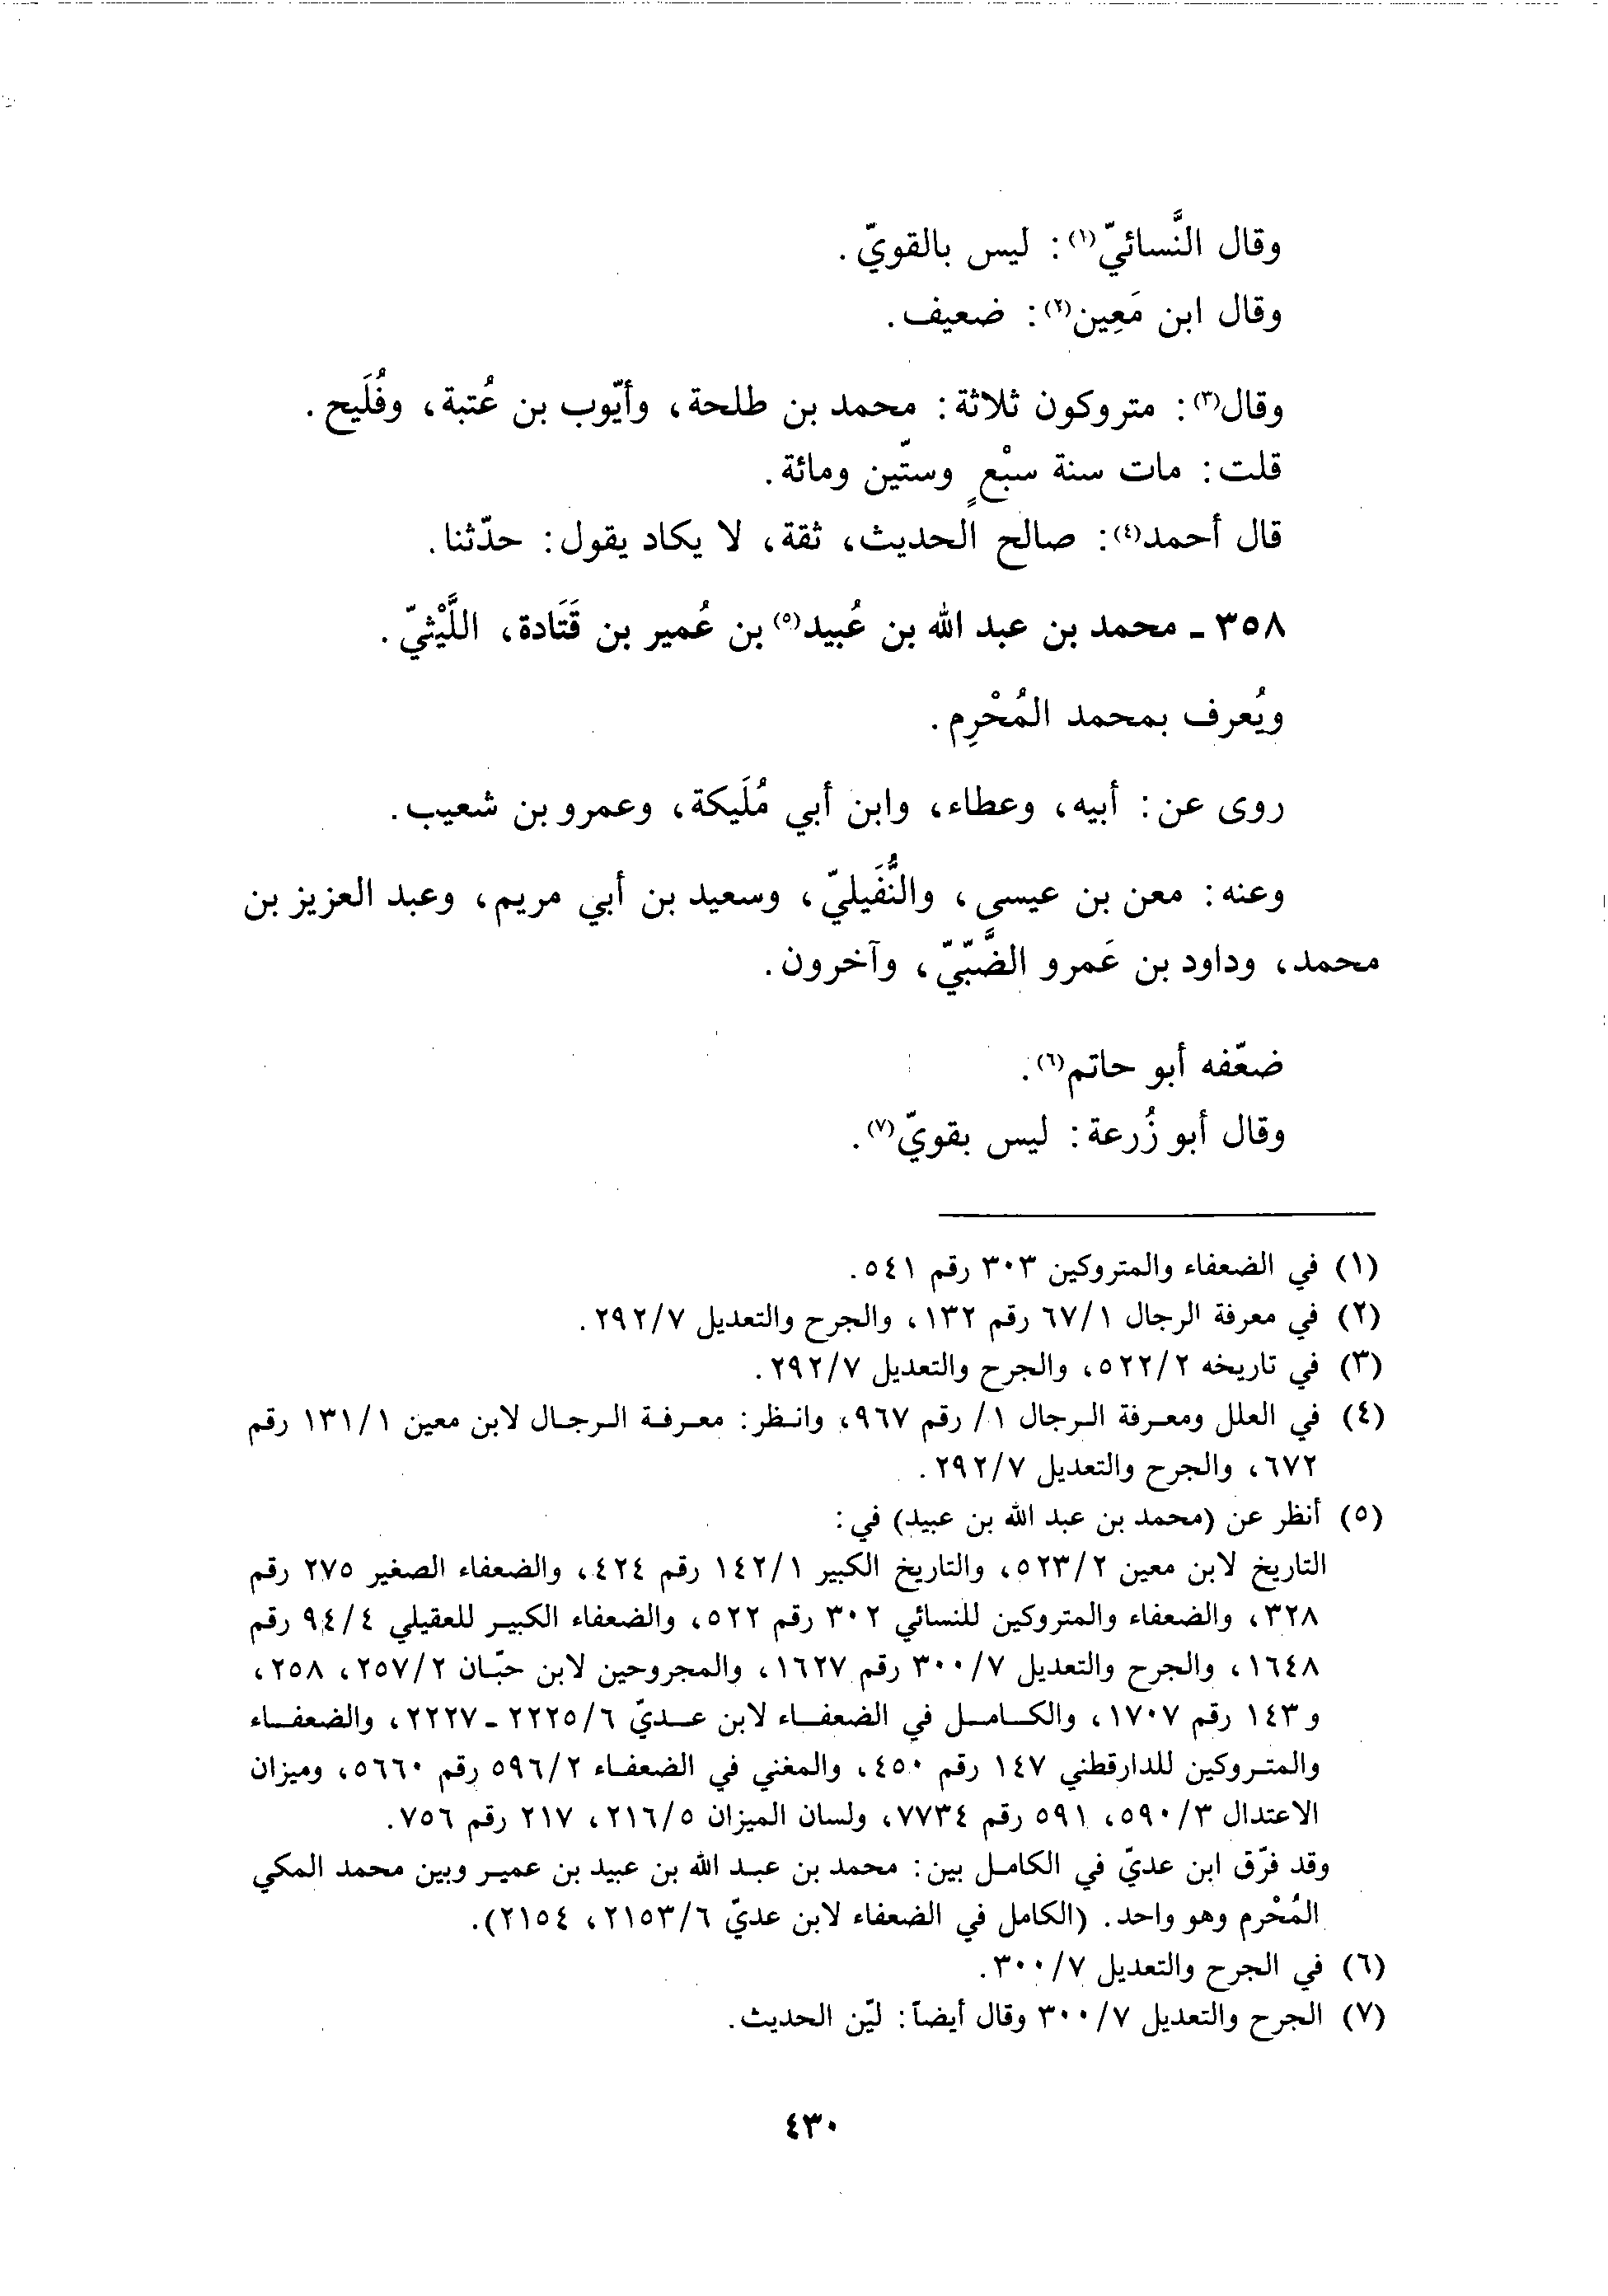 وقال النَّسائيّ(١): ليس بالقويّ.
وقال ابن مَعِين(٢): ضعيف.
وقال(٣): متروكون ثلاثة: محمد بن طلحة، وأيّوب بن عُتبة، وفُلَيح.
قلت: مات سنة سبْعٍ وستّين ومائة.
قال أحمد(٤): صالح الحديث، ثقة، لا يكاد يقول: حدّثنا.
٣٥٨ ـ محمد بن عبد الله بن عُبيد(٥) بن عُمير بن قَتَادة، اللَّيْثيّ.
ويُعرف بمحمد المُحْرِم.
روى عن: أبيه، وعطاء، وابن أبي مُلَيكة، وعمرو بن شعيب.
وعنه: معن بن عيسى، والنُّفَيليّ، وسعيد بن أبي مريم، وعبد العزيز بن
محمد، وداود بن عَمرو الضَّبّيّ، وآخرون.
ضعّفه أبو حاتم(٦).
وقال أبو زُرعة: ليس بقويّ(٧).
(١) في الضعفاء والمتروكين ٣٠٣ رقم ٥٤١.
(٢) في معرفة الرجال ٦٧/١ رقم ١٣٢، والجرح والتعديل ٢٩٢/٧.
(٣) في تاريخه ٥٢٢/٢، والجرح والتعديل ٢٩٢/٧.
(٤) في العلل ومعرفة الرجال ١/ رقم ٩٦٧، وانظر: معرفة الرجال لابن معين ١٣١/١ رقم
٦٧٢، والجرح والتعديل ٢٩٢/٧.
(٥) أنظر عن (محمد بن عبد الله بن عبيد) في:
التاريخ لابن معين ٥٢٣/٢، والتاريخ الكبير ١٤٢/١ رقم ٤٢٤، والضعفاء الصغير ٢٧٥ رقم
٣٢٨، والضعفاء والمتروكين للنسائي ٣٠٢ رقم ٥٢٢، والضعفاء الكبير للعقيلي ٩٤/٤ رقم
١٦٤٨، والجرح والتعديل ٣٠٠/٧ رقم ١٦٢٧، والمجروحين لابن حبّان ٢٥٧/٢، ٢٥٨،
و١٤٣ رقم ١٧٠٧، والكامل في الضعفاء لابن عديّ ٢٢٢٥/٦ ـ ٢٢٢٧، والضعفاء
والمتروكين للدارقطني ١٤٧ رقم ٤٥٠، والمغني في الضعفاء ٥٩٦/٢ رقم ٥٦٦٠، وميزان
الاعتدال ٥٩٠/٣، ٥٩١ رقم ٧٧٣٤، ولسان الميزان ٢١٦/٥، ٢١٧ رقم ٧٥٦.
وقد فرّق ابن عديّ في الكامل بين: محمد بن عبد الله بن عبيد بن عمير وبين محمد المكي
المُحْرم وهو واحد. (الكامل في الضعفاء لابن عديّ ٢١٥٣/٦، ٢١٥٤).
(٦) في الجرح والتعديل ٣٠٠/٧.
(٧) الجرح والتعديل ٣٠٠/٧ وقال أيضاً: ليّن الحديث.
٤٣٠